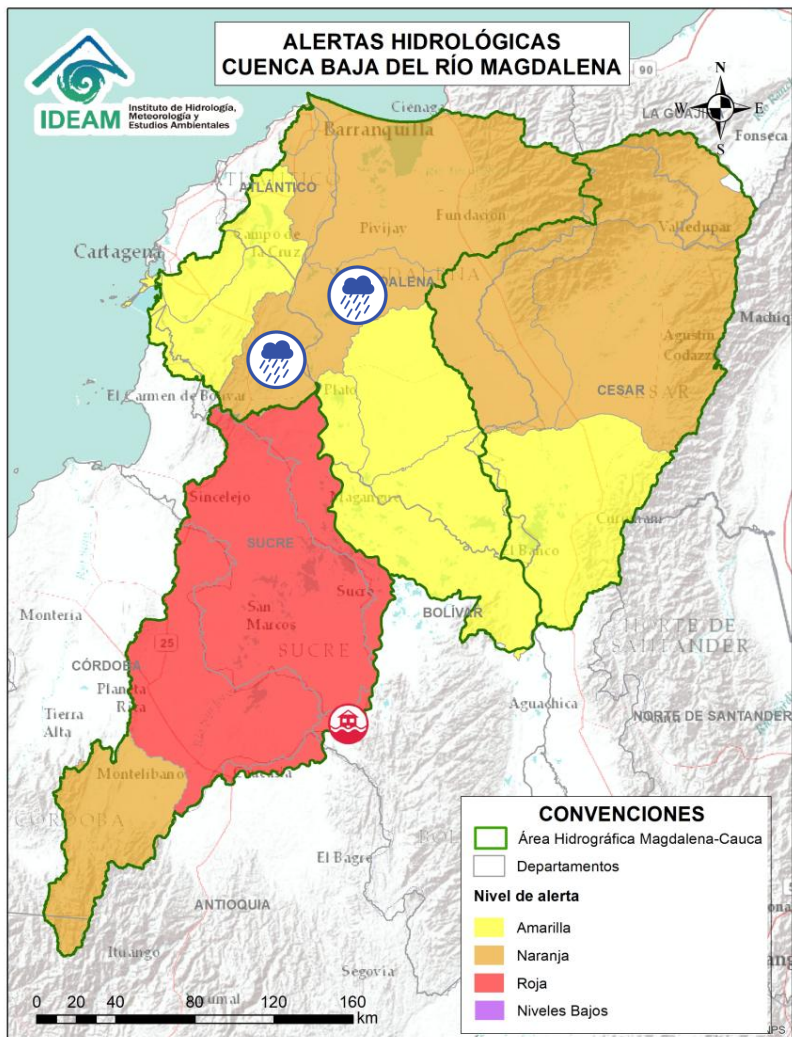 ALERTAS HIDROLÓGICAS
CUENCA BAJA DEL RÍO MAGDALENA
IDEAM
Instituto de Hidrología,
Meteorología y
Estudios Ambientales
N
W
E
S
90
Ciénaga
LA GUAJIRA
Fonseca
Barranquilla
ATLÁNTICO
Pivijay
Fundación
Valledupar
Cartagena
Campo de
la Cruz
DALENA
Machiq
Agustín
Codazzi
CESAR
El Carmen de Bolívar
Plato
Sincelejo
Magangué
SUCRE
El Banco
Sucre
San
Marcos
BOLÍVAR
Montería
SUCRE
NORTE DE
SANTANDER
25
CÓRDOBA
Planeta
Rica
Aguachica
Tierra
Alta
NORTE DE SANTANDER
Montelíbano
CÓRDOBA
El Bagre
ANTIOQUIA
Ituango
Segovia
CONVENCIONES
Área Hidrográfica Magdalena-Cauca
Departamentos
Nivel de alerta
Amarilla
Naranja
Roja
Niveles Bajos
0 20 40 80 120 160
km